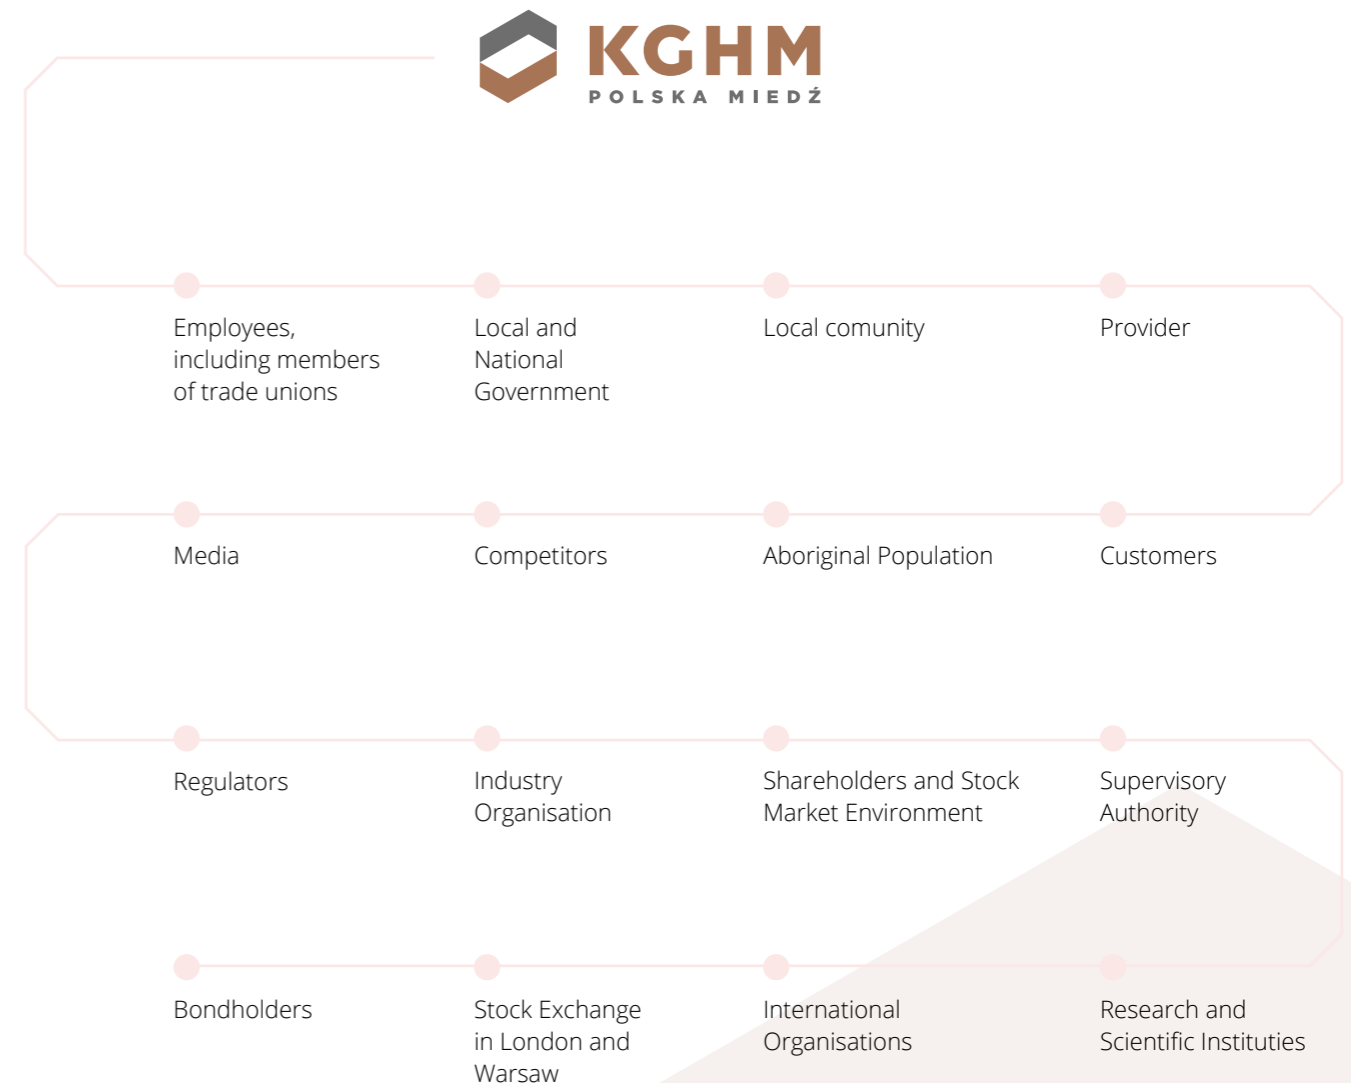 KGHM
POLSKA MIEDŹ
Employees,
including members
of trade unions
Local and
National
Government
Local comunity
Provider
Media
Competitors
Aboriginal Population
Customers
Regulators
Industry
Organisation
Shareholders and Stock
Market Environment
Supervisory
Authority
Bondholders
Stock Exchange
in London and
Warsaw
International
Organisations
Research and
Scientific Instituties